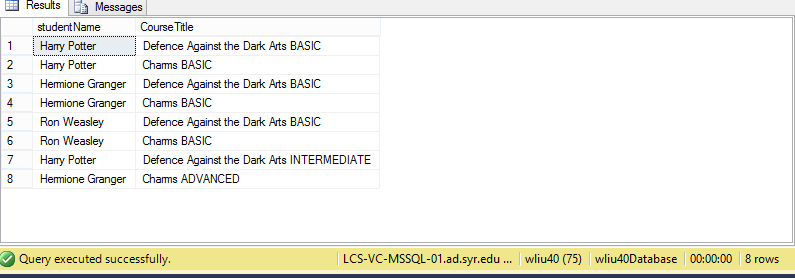 Results Messages
studentName CourseTitle
1 Harry Potter Defence Against the Dark Arts BASIC
2 Harry Potter Charms BASIC
3 Hermione Granger Defence Against the Dark Arts BASIC
4 Hermione Granger Charms BASIC
5 Ron Weasley Defence Against the Dark Arts BASIC
6 Ron Weasley Charms BASIC
7 Harry Potter Defence Against the Dark Arts INTERMEDIATE
8 Hermione Granger Charms ADVANCED
Query executed successfully. LCS-VC-MSSQL-01.ad.syr.edu ... wliu40 (75) wliu40Database 00:00:00 8 rows